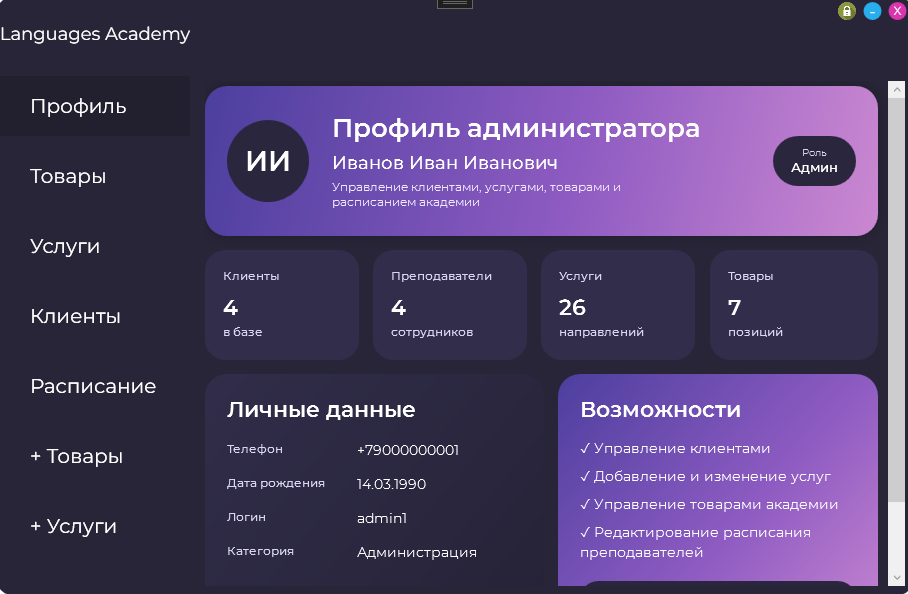 Languages Academy
-
X
Профиль
Товары
Услуги
Клиенты
Расписание
+ Товары
+ Услуги
ИИ
Профиль администратора
Иванов Иван Иванович
Управление клиентами, услугами, товарами и
расписанием академии
Роль
Админ
Клиенты
4
в базе
Преподаватели
4
сотрудников
Услуги
26
направлений
Товары
7
позиций
Личные данные
Телефон +79000000001
Дата рождения 14.03.1990
Логин admin1
Категория Администрация
Возможности
✓ Управление клиентами
✓ Добавление и изменение услуг
✓ Управление товарами академии
✓ Редактирование расписания
преподавателей